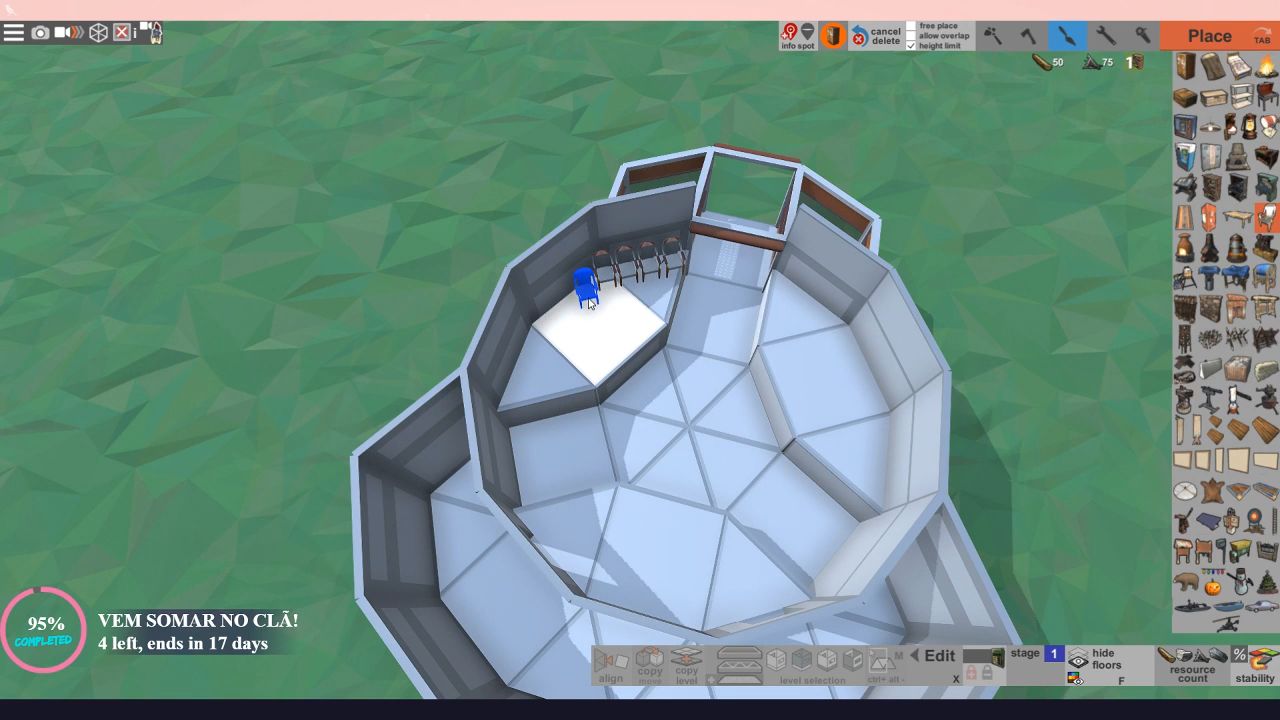 info spot
cancel
delete
free place
allow overlap
height limit
Place
TAB
50
75
1
95%
COMPLETED
VEM SOMAR NO CLÃ!
4 left, ends in 17 days
align
copy
move
copy
level
level selection
M
ctrl+ alt -
Edit
X
stage
1
hide
floors
F
resource
count
%
stability